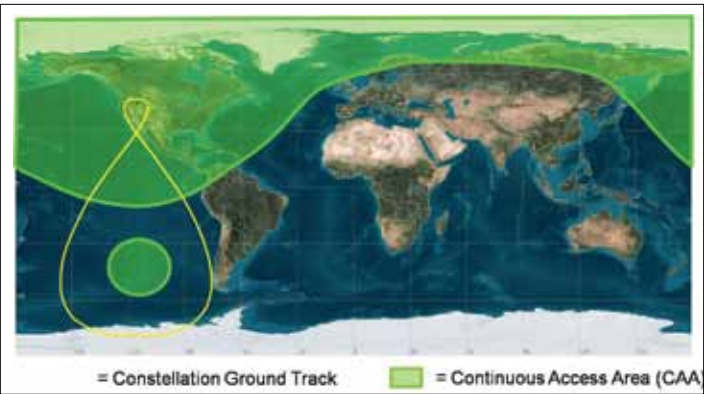 = Constellation Ground Track
= Continuous Access Area (CAA)